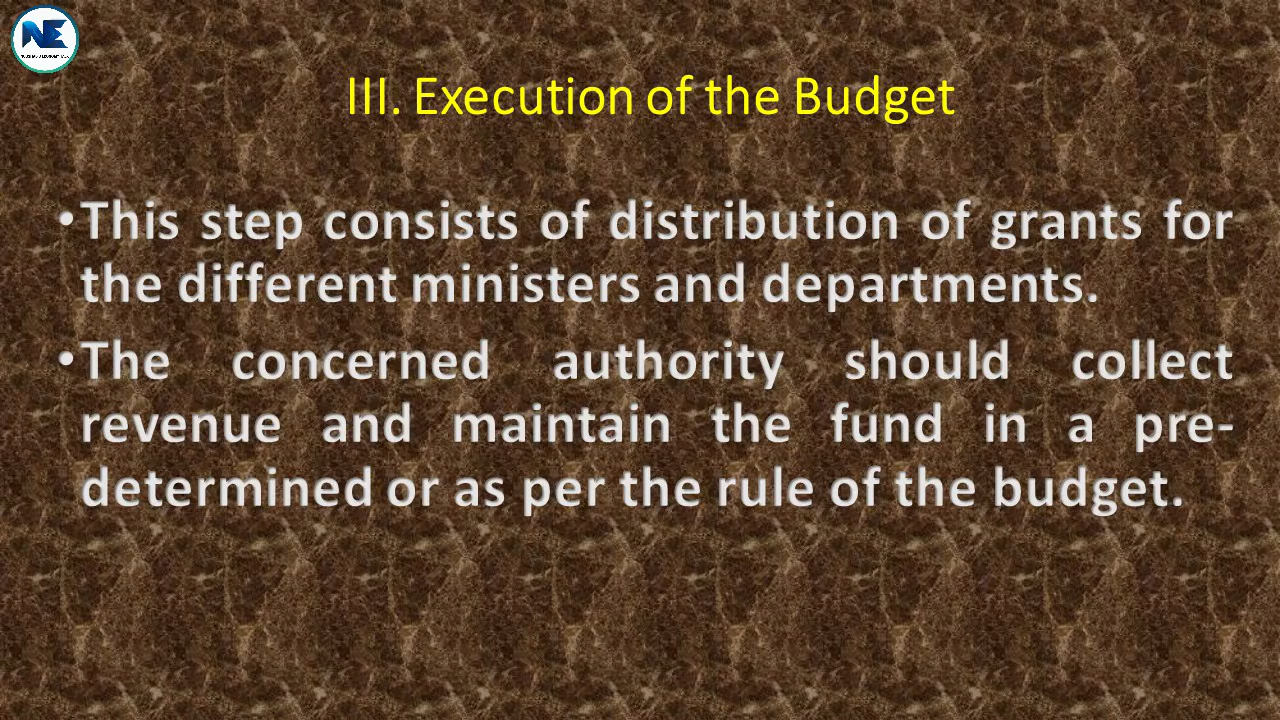 NE
III. Execution of the Budget
•This step consists of distribution of grants for
the different ministers and departments.
•The concerned authority should collect
revenue and maintain the fund in a pre-
determined or as per the rule of the budget.